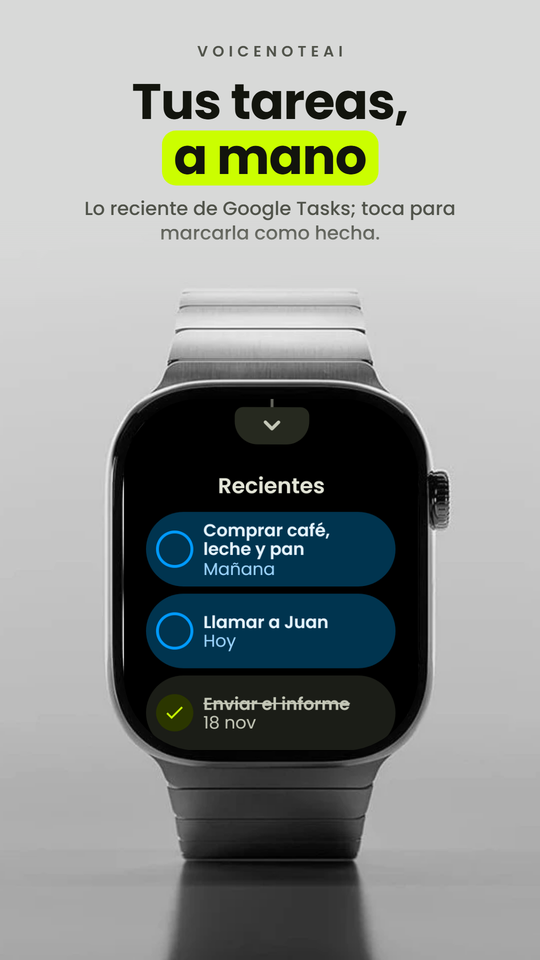 VOICENOTEAI
Tus tareas,
a mano
Lo reciente de Google Tasks; toca para
marcarla como hecha.
Recientes
Comprar café,
leche y pan
Mañana
Llamar a Juan
Hoy
Enviar el informe
18 nov